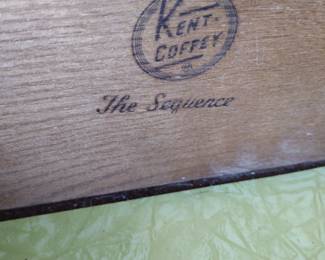 KENT-
COFFEY
The Sequence